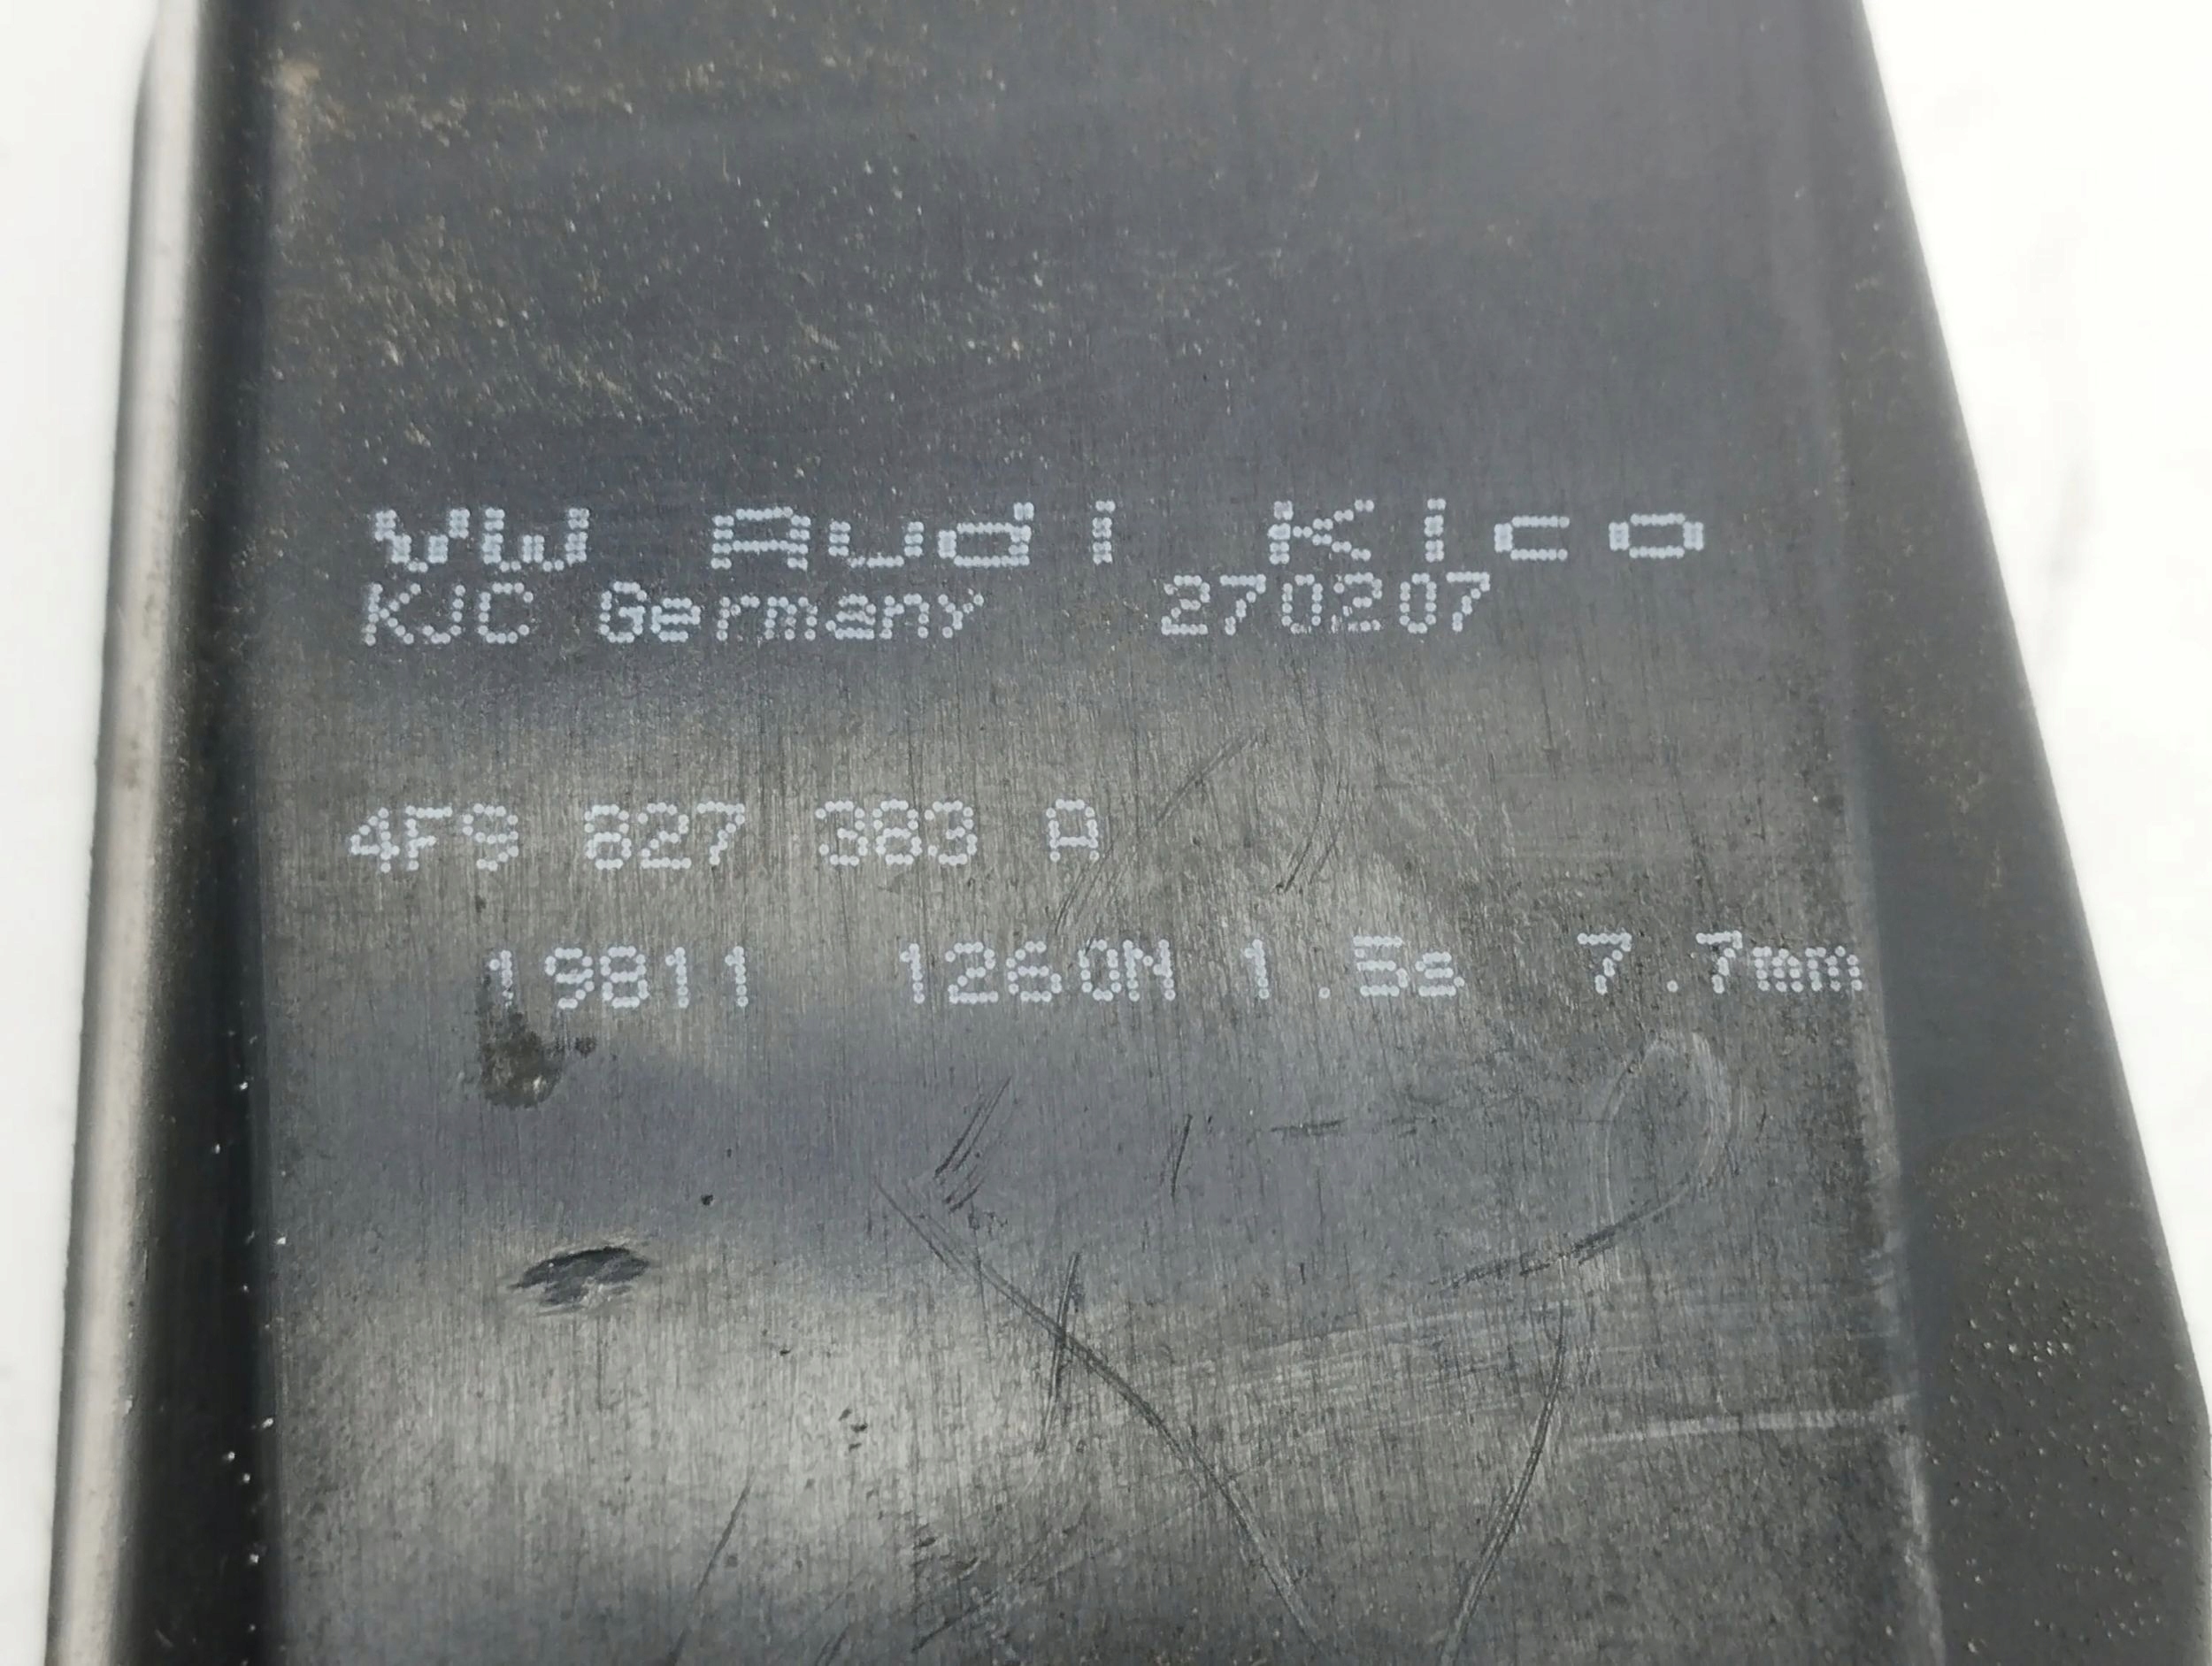 VW Audi Kico
KJC Germany 270207
4F9 827 383 A
19811 1260N 1.5s 7.7mm